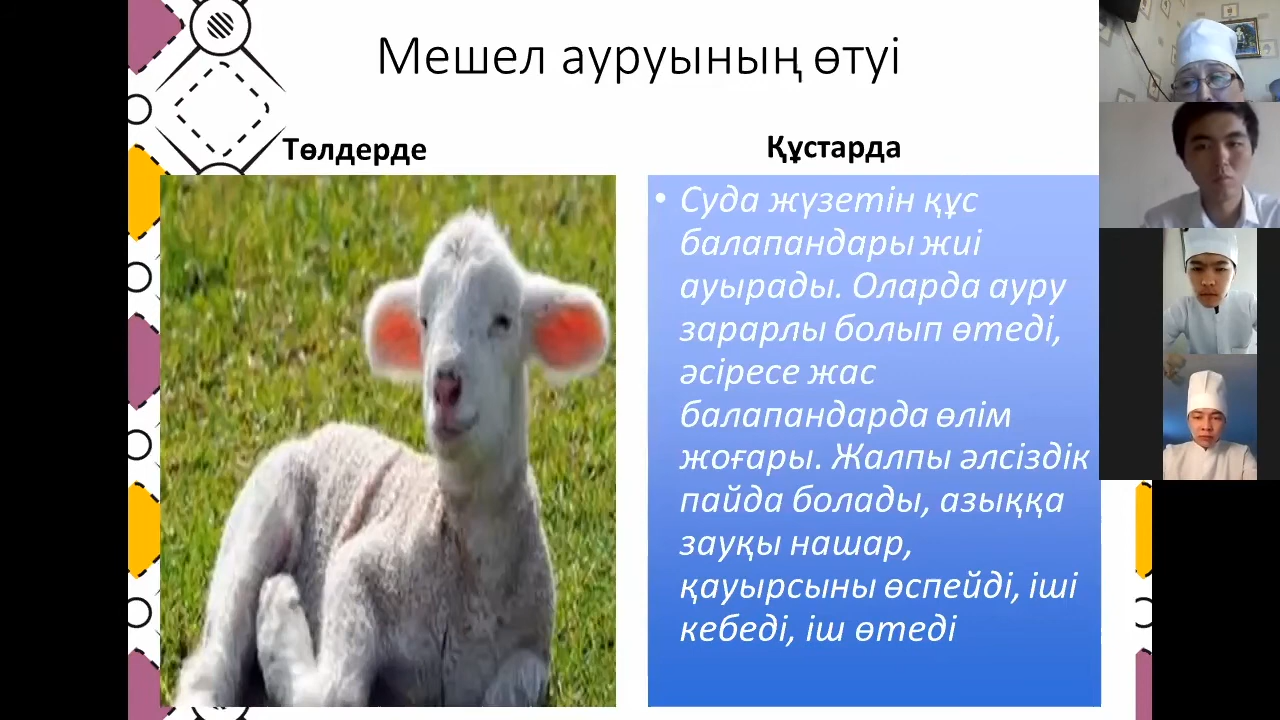 Мешел ауруының өтуі
Төлдерде
Құстарда
• Суда жүзетін құс
балапандары жиі
ауырады. Оларда ауру
зарарлы болып өтеді,
әсіресе жас
балапандарда өлім
жоғары. Жалпы әлсіздік
пайда болады, азыққа
зауқы нашар,
қауырсыны өспейді, іші
кебеді, іш өтеді